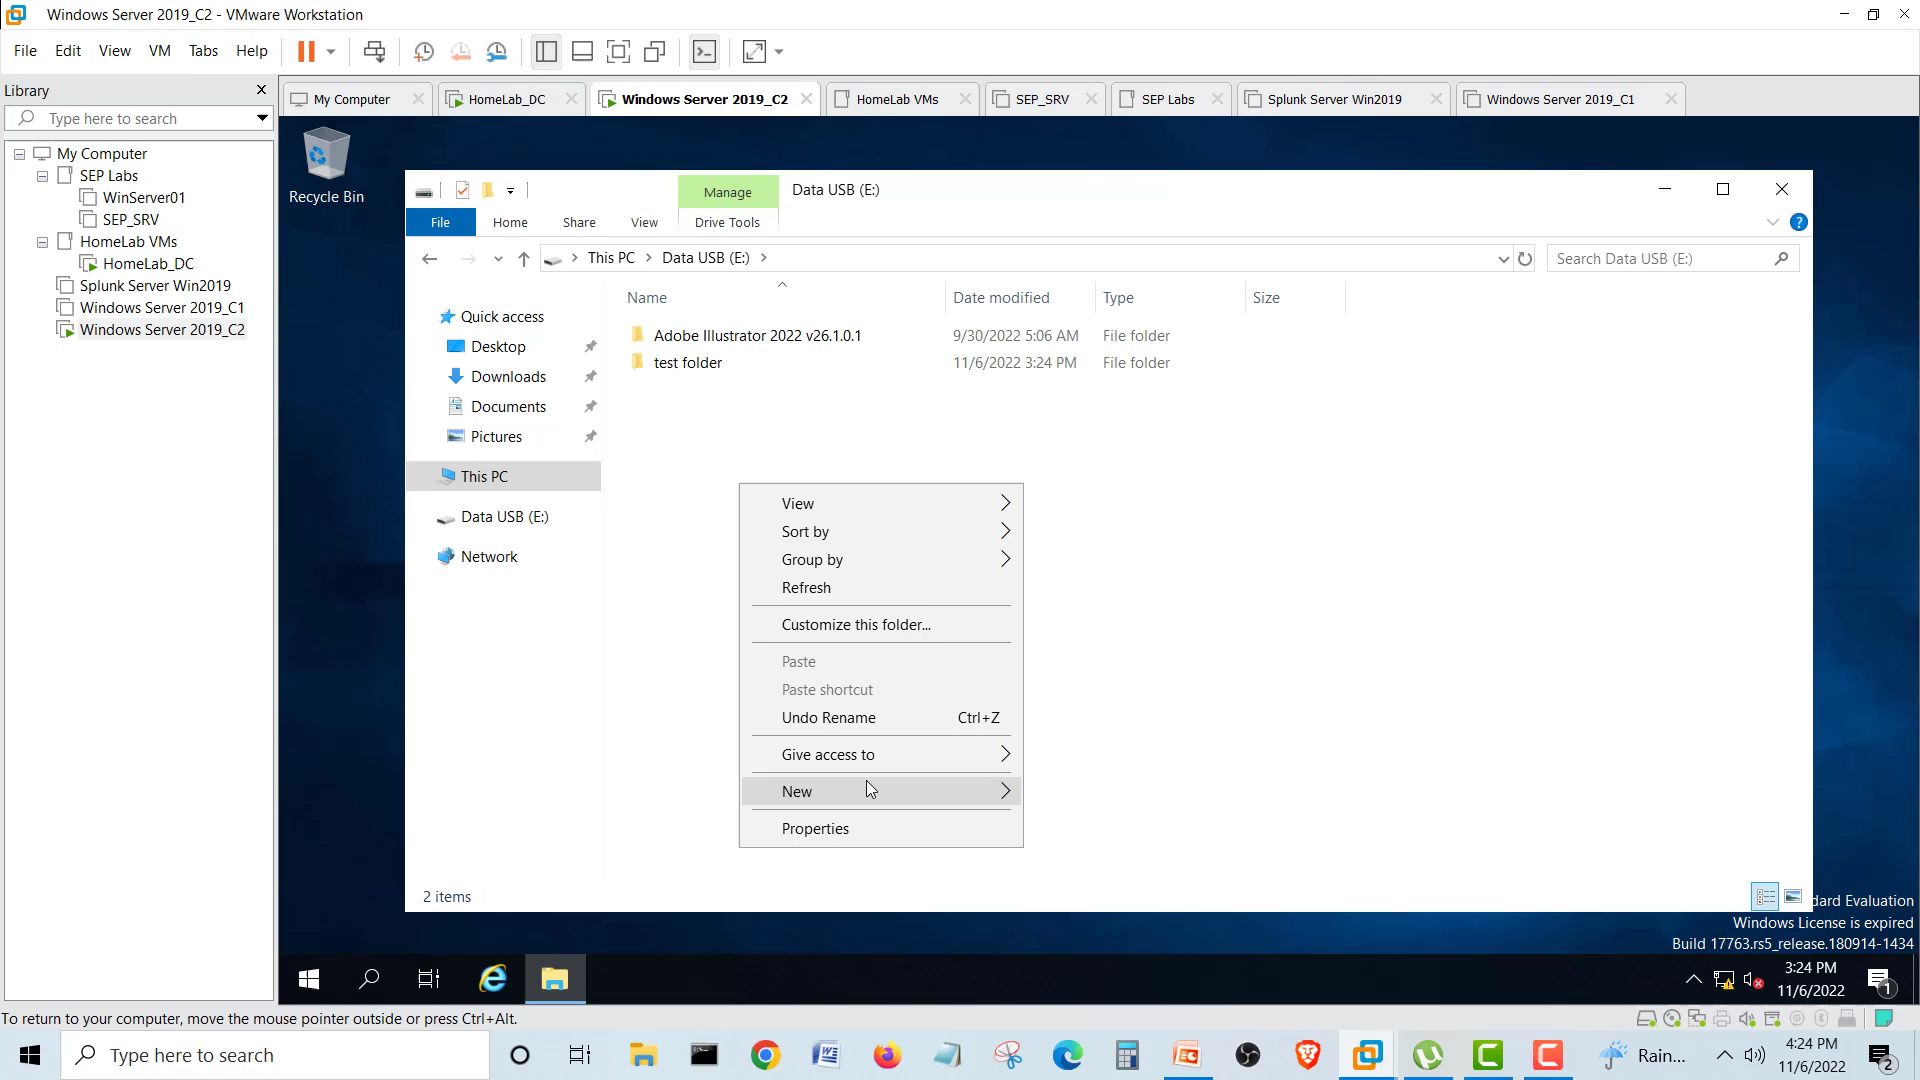 Windows Server 2019_C2 - VMware Workstation
File Edit View VM Tabs Help
Library
Type here to search
My Computer
SEP Labs
WinServer01
SEP_SRV
HomeLab VMs
HomeLab_DC
Splunk Server Win2019
Windows Server 2019_C1
Windows Server 2019_C2
My Computer HomeLab_DC Windows Server 2019_C2 HomeLab VMs SEP_SRV SEP Labs Splunk Server Win2019 Windows Server 2019_C1
Recycle Bin
Manage Data USB (E:)
File Home Share View Drive Tools
This PC Data USB (E:)
Search Data USB (E:)
Quick access
Desktop
Downloads
Documents
Pictures
This PC
Data USB (E:)
Network
Name Date modified Type Size
Adobe Illustrator 2022 v26.1.0.1 9/30/2022 5:06 AM File folder
test folder 11/6/2022 3:24 PM File folder
View
Sort by
Group by
Refresh
Customize this folder...
Paste
Paste shortcut
Undo Rename Ctrl+Z
Give access to
New
Properties
2 items
dard Evaluation
Windows License is expired
Build 17763.rs5_release.180914-1434
3:24 PM
11/6/2022
1
To return to your computer, move the mouse pointer outside or press Ctrl+Alt.
Type here to search
Rain...
4:24 PM
11/6/2022
2